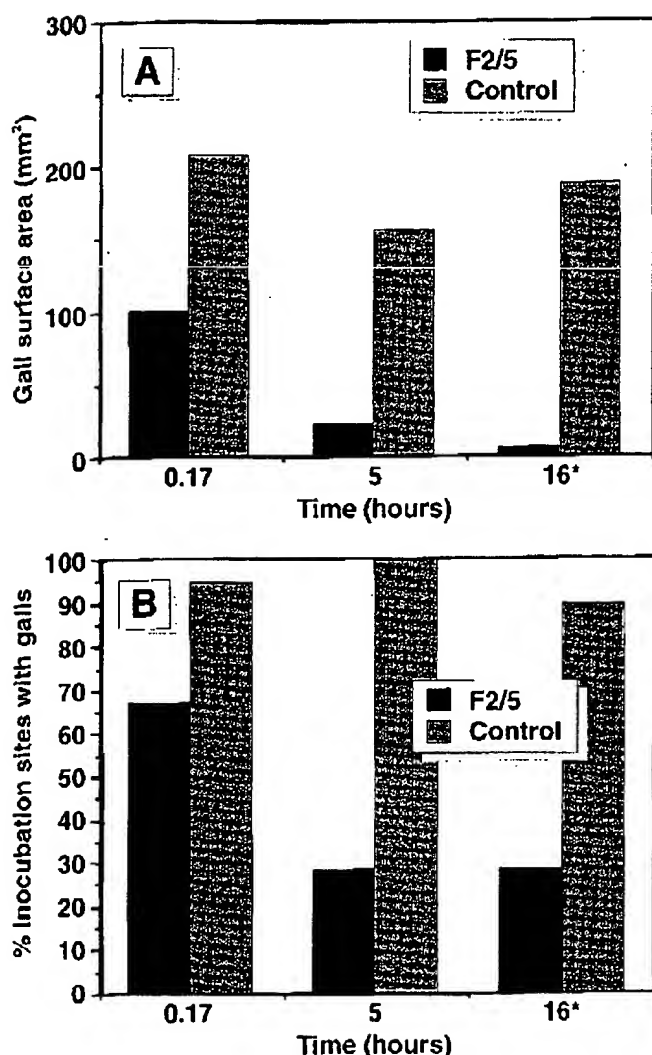 300
200
100
0
Gall surface area (mm²)
A
F2/5
Control
0.17 5 16*
Time (hours)
100
90
80
70
60
50
40
30
20
10
0
% Inocubation sites with galls
B
F2/5
Control
0.17 5 16*
Time (hours)